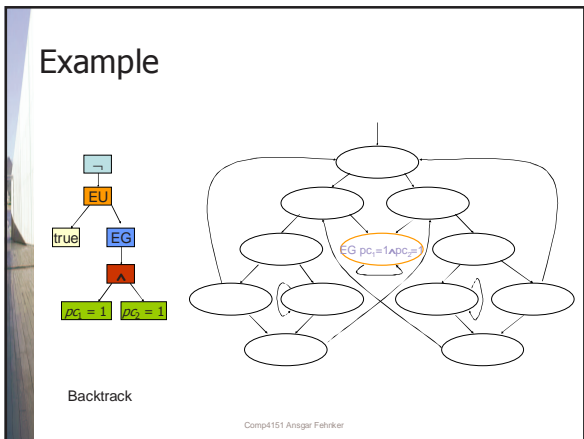 Example
¬
EU
true
EG
∧
pc₁ = 1
pc₂ = 1
EG pc₁=1∧pc₂=1
Backtrack
Comp4151 Ansgar Fehnker